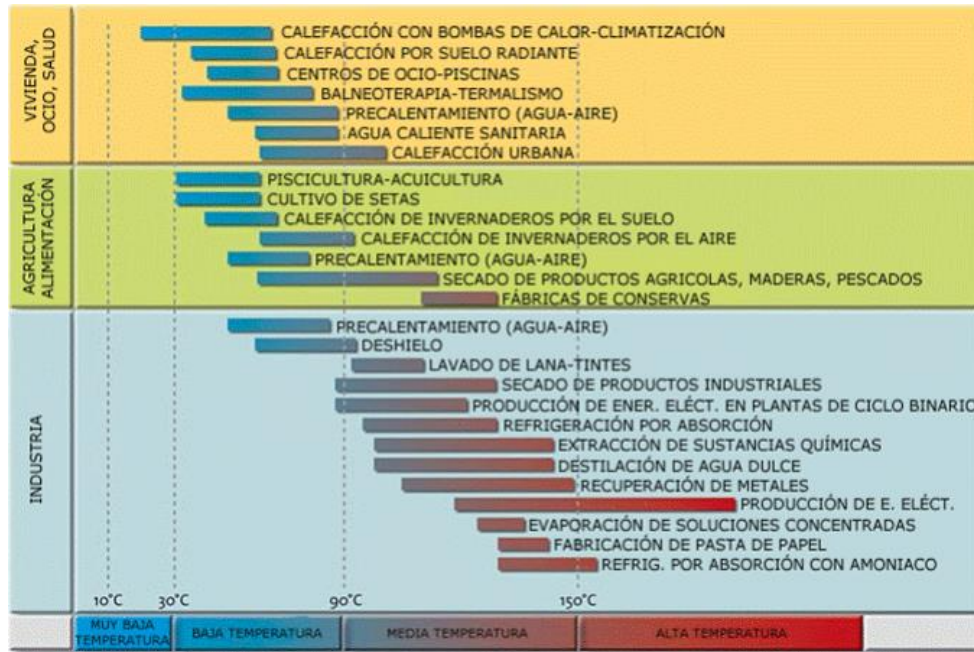 VIVIENDA,
OCIO, SALUD
CALEFACCIÓN CON BOMBAS DE CALOR-CLIMATIZACIÓN
CALEFACCIÓN POR SUELO RADIANTE
CENTROS DE OCIO-PISCINAS
BALNEOTERAPIA-TERMALISMO
PRECALENTAMIENTO (AGUA-AIRE)
AGUA CALIENTE SANITARIA
CALEFACCIÓN URBANA
AGRICULTURA
ALIMENTACIÓN
PISCICULTURA-ACUICULTURA
CULTIVO DE SETAS
CALEFACCIÓN DE INVERNADEROS POR EL SUELO
CALEFACCIÓN DE INVERNADEROS POR EL AIRE
PRECALENTAMIENTO (AGUA-AIRE)
SECADO DE PRODUCTOS AGRICOLAS, MADERAS, PESCADOS
FÁBRICAS DE CONSERVAS
INDUSTRIA
PRECALENTAMIENTO (AGUA-AIRE)
DESHIELO
LAVADO DE LANA-TINTES
SECADO DE PRODUCTOS INDUSTRIALES
PRODUCCIÓN DE ENER. ELÉCT. EN PLANTAS DE CICLO BINARIO
REFRIGERACIÓN POR ABSORCIÓN
EXTRACCIÓN DE SUSTANCIAS QUÍMICAS
DESTILACIÓN DE AGUA DULCE
RECUPERACIÓN DE METALES
PRODUCCIÓN DE E. ELÉCT.
EVAPORACIÓN DE SOLUCIONES CONCENTRADAS
FABRICACIÓN DE PASTA DE PAPEL
REFRIG. POR ABSORCIÓN CON AMONIACO
10°C 30°C 90°C 150°C
MUY BAJA
TEMPERATURA
BAJA TEMPERATURA
MEDIA TEMPERATURA
ALTA TEMPERATURA